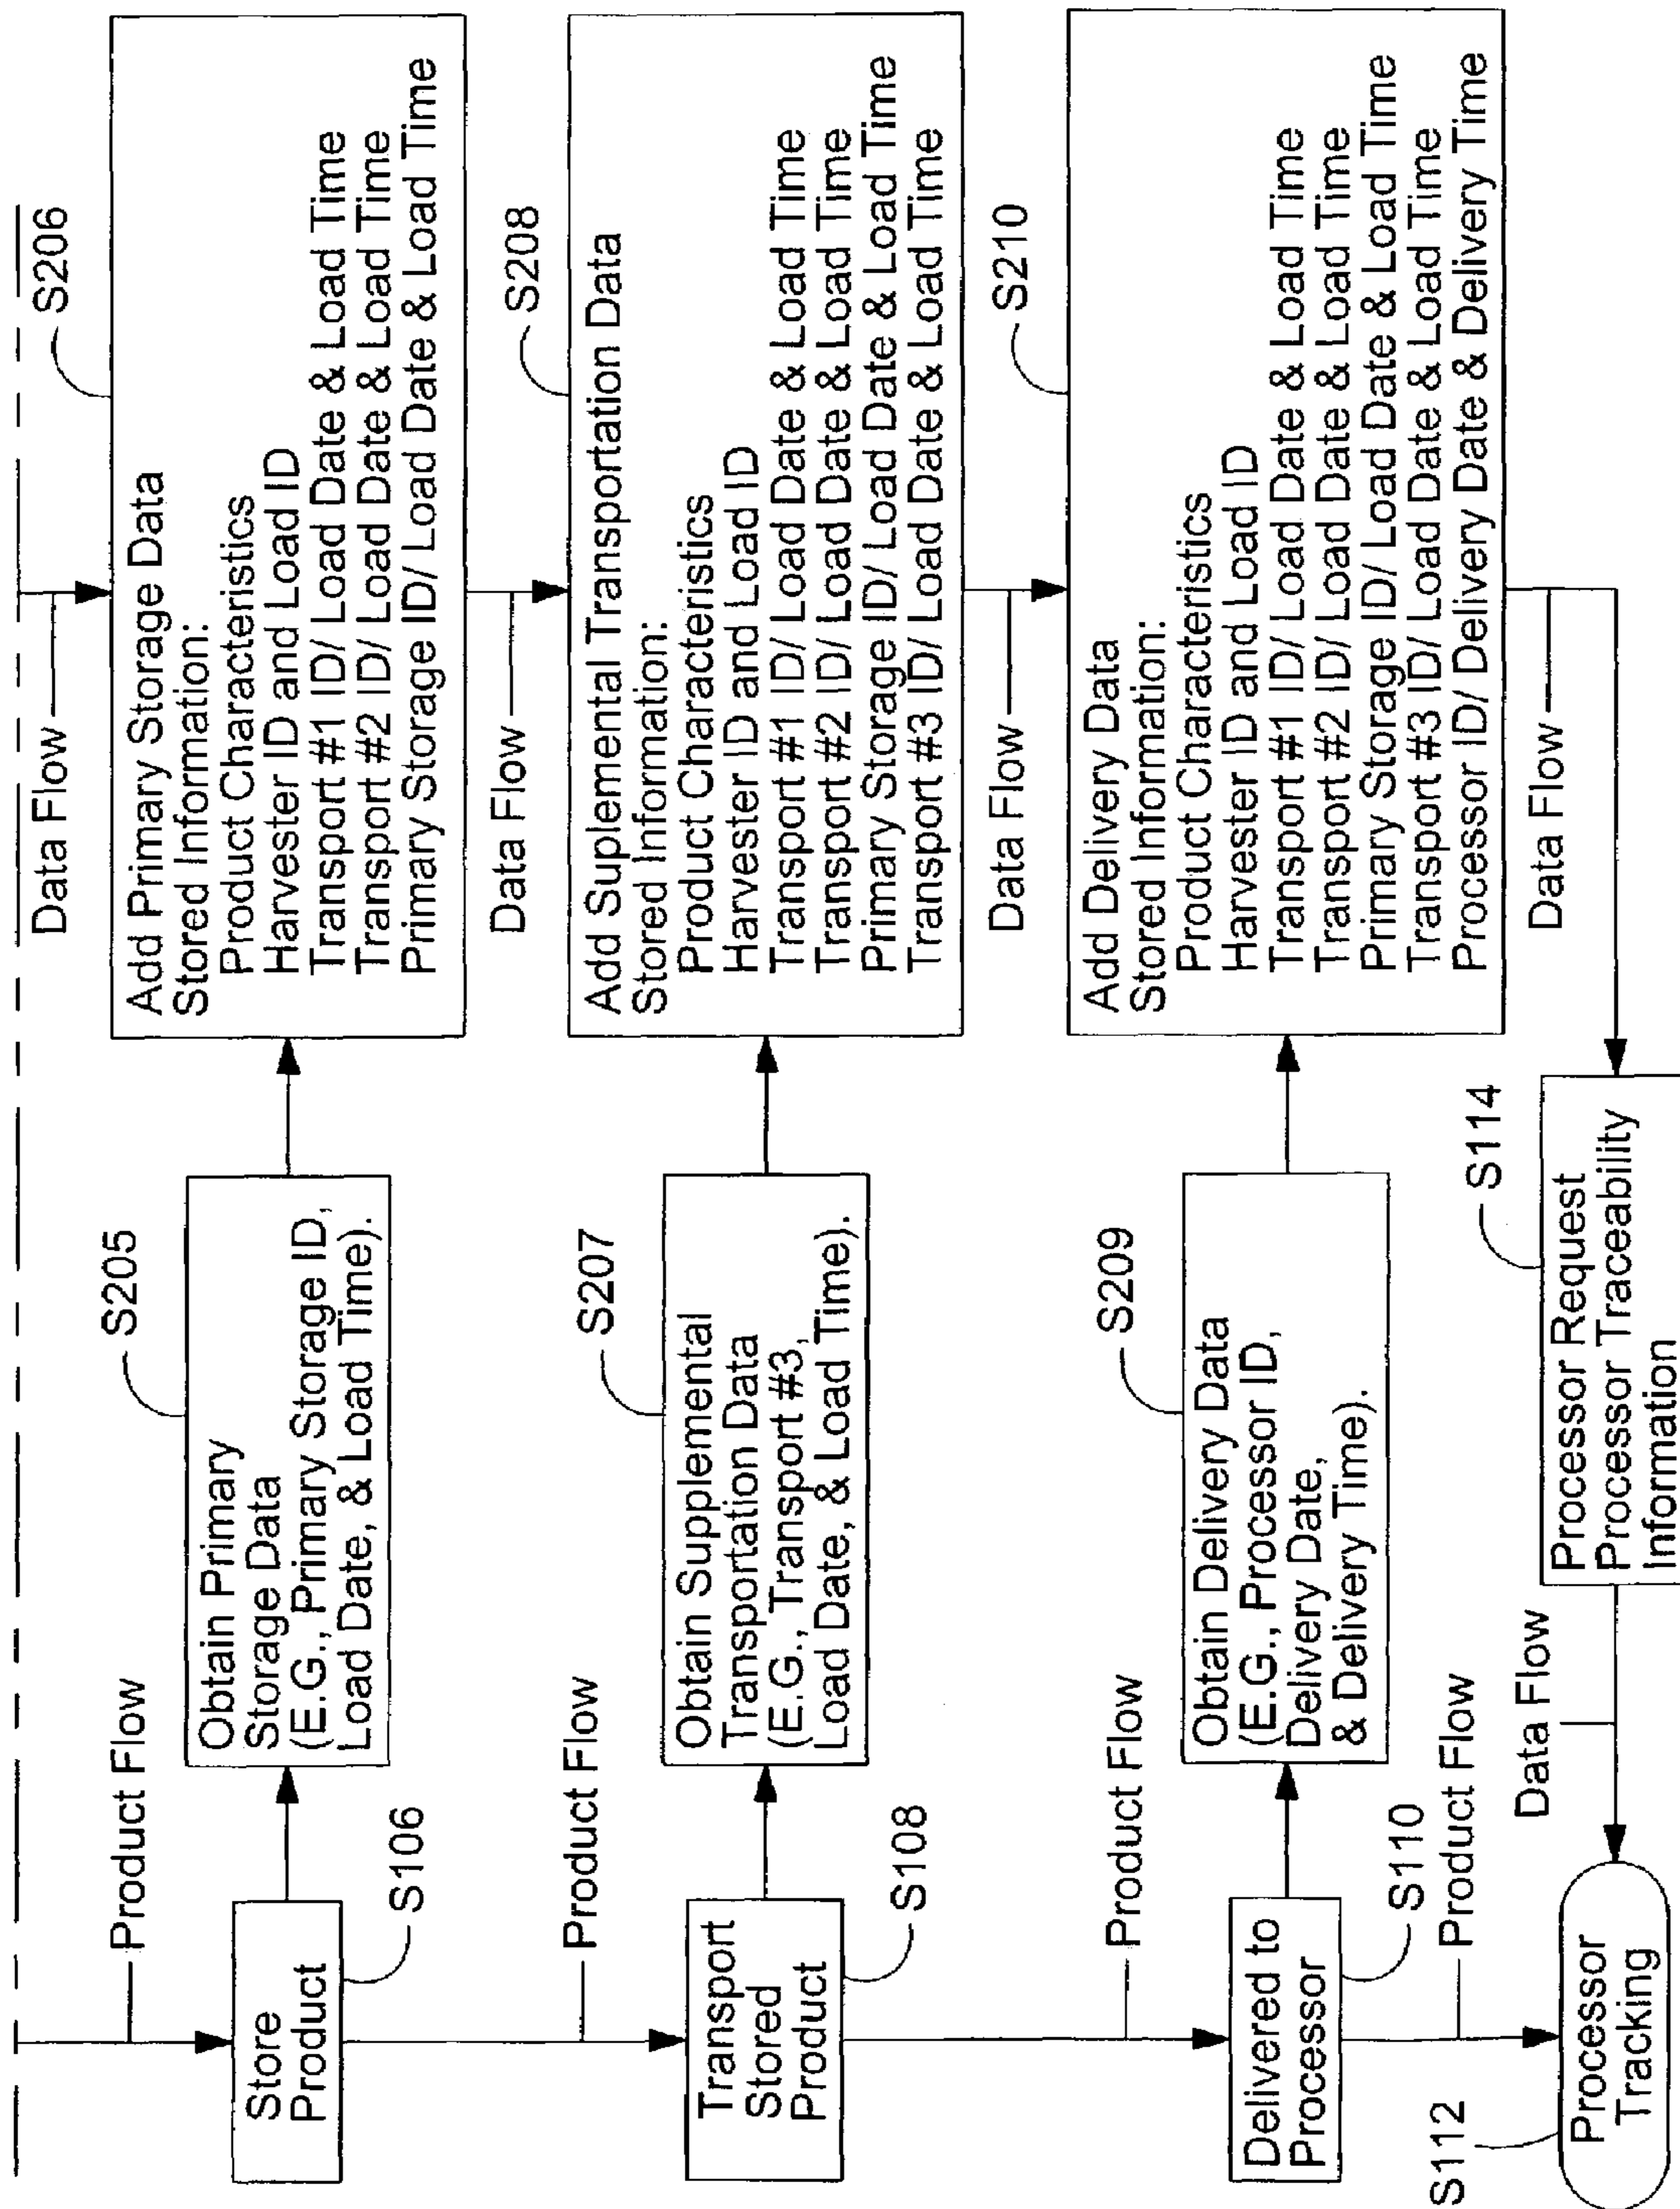 Product Flow
Data Flow
S206
Store
Product
S106
Obtain Primary
Storage Data
(E.G., Primary Storage ID,
Load Date, & Load Time).
S205
Add Primary Storage Data
Stored Information:
Product Characteristics
Harvester ID and Load ID
Transport #1 ID/ Load Date & Load Time
Transport #2 ID/ Load Date & Load Time
Primary Storage ID/ Load Date & Load Time
Product Flow
Data Flow
S208
Transport
Stored
Product
S108
Obtain Supplemental
Transportation Data
(E.G., Transport #3,
Load Date, & Load Time).
S207
Add Suplemental Transportation Data
Stored Information:
Product Characteristics
Harvester ID and Load ID
Transport #1 ID/ Load Date & Load Time
Transport #2 ID/ Load Date & Load Time
Primary Storage ID/ Load Date & Load Time
Transport #3 ID/ Load Date & Load Time
Product Flow
Data Flow
S210
Delivered to
Processor
S110
Obtain Delivery Data
(E.G., Processor ID,
Delivery Date,
& Delivery Time).
S209
Add Delivery Data
Stored Information:
Product Characteristics
Harvester ID and Load ID
Transport #1 ID/ Load Date & Load Time
Transport #2 ID/ Load Date & Load Time
Primary Storage ID/ Load Date & Load Time
Transport #3 ID/ Load Date & Load Time
Processor ID/ Delivery Date & Delivery Time
Product Flow
Data Flow
S112
Processor
Tracking
Data Flow
Processor Request
Processor Traceability
Information
S114